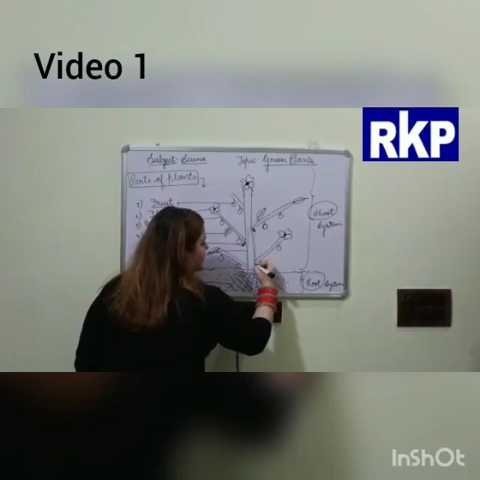 Video 1
RKP
Subject- Science
Topic- Green Plants
Parts of plants
Fruit
Shoot
System
Root System
InShOt